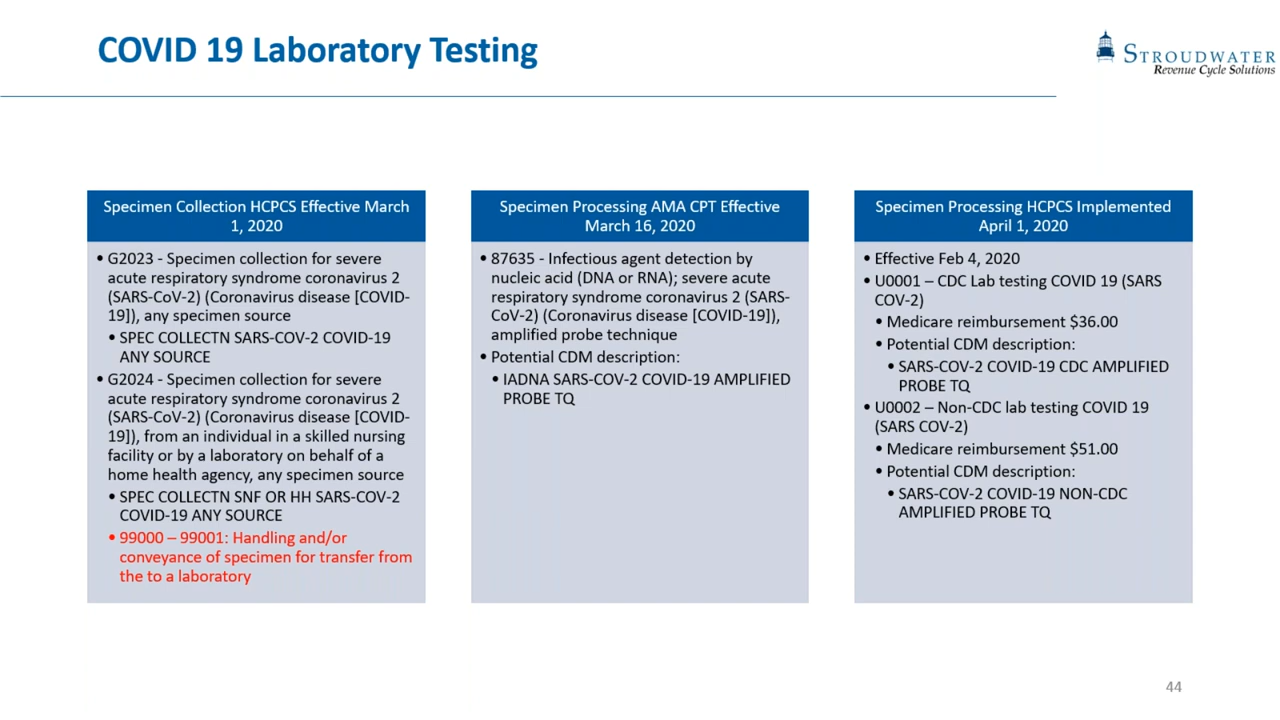 COVID 19 Laboratory Testing
STROUDWATER
Revenue Cycle Solutions
Specimen Collection HCPCS Effective March
1, 2020
• G2023 - Specimen collection for severe
acute respiratory syndrome coronavirus 2
(SARS-CoV-2) (Coronavirus disease [COVID-
19]), any specimen source
• SPEC COLLECTN SARS-COV-2 COVID-19
ANY SOURCE
• G2024 - Specimen collection for severe
acute respiratory syndrome coronavirus 2
(SARS-CoV-2) (Coronavirus disease [COVID-
19]), from an individual in a skilled nursing
facility or by a laboratory on behalf of a
home health agency, any specimen source
• SPEC COLLECTN SNF OR HH SARS-COV-2
COVID-19 ANY SOURCE
• 99000 – 99001: Handling and/or
conveyance of specimen for transfer from
the to a laboratory
Specimen Processing AMA CPT Effective
March 16, 2020
• 87635 - Infectious agent detection by
nucleic acid (DNA or RNA); severe acute
respiratory syndrome coronavirus 2 (SARS-
CoV-2) (Coronavirus disease [COVID-19]),
amplified probe technique
• Potential CDM description:
• IADNA SARS-COV-2 COVID-19 AMPLIFIED
PROBE TQ
Specimen Processing HCPCS Implemented
April 1, 2020
• Effective Feb 4, 2020
• U0001 – CDC Lab testing COVID 19 (SARS
COV-2)
• Medicare reimbursement $36.00
• Potential CDM description:
• SARS-COV-2 COVID-19 CDC AMPLIFIED
PROBE TQ
• U0002 – Non-CDC lab testing COVID 19
(SARS COV-2)
• Medicare reimbursement $51.00
• Potential CDM description:
• SARS-COV-2 COVID-19 NON-CDC
AMPLIFIED PROBE TQ
44